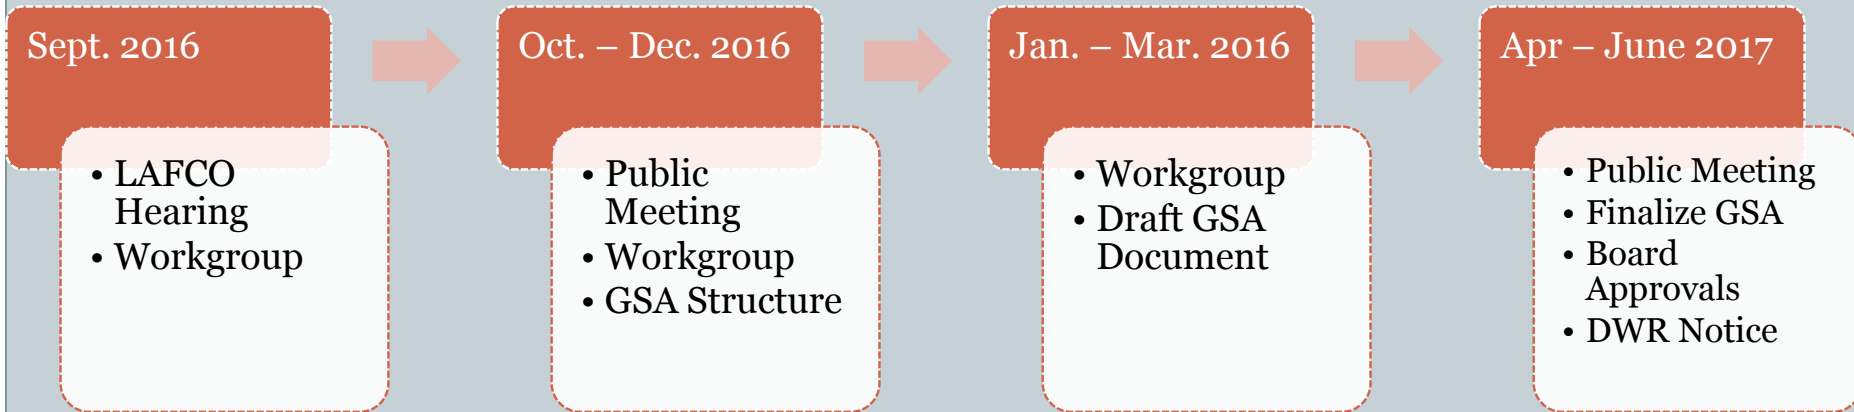 Sept. 2016
• LAFCO
Hearing
• Workgroup
Oct. – Dec. 2016
• Public
Meeting
• Workgroup
• GSA Structure
Jan. – Mar. 2016
• Workgroup
• Draft GSA
Document
Apr – June 2017
• Public Meeting
• Finalize GSA
• Board
Approvals
• DWR Notice